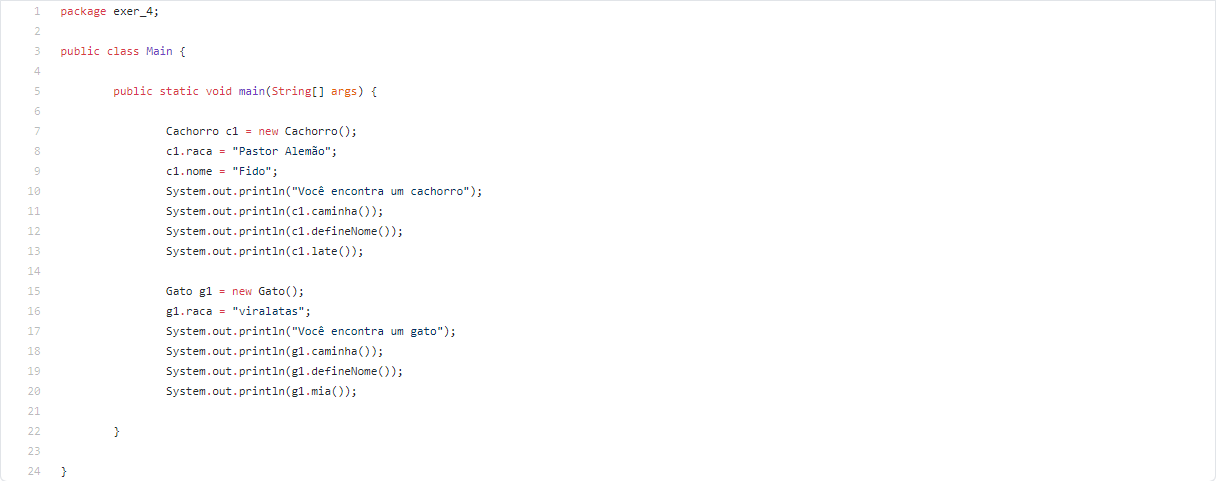 1 package exer_4;
2
3 public class Main {
4
5 public static void main(String[] args) {
6
7 Cachorro c1 = new Cachorro();
8 c1.raca = "Pastor Alemão";
9 c1.nome = "Fido";
10 System.out.println("Você encontra um cachorro");
11 System.out.println(c1.caminha());
12 System.out.println(c1.defineNome());
13 System.out.println(c1.late());
14
15 Gato g1 = new Gato();
16 g1.raca = "viralatas";
17 System.out.println("Você encontra um gato");
18 System.out.println(g1.caminha());
19 System.out.println(g1.defineNome());
20 System.out.println(g1.mia());
21
22 }
23
24 }